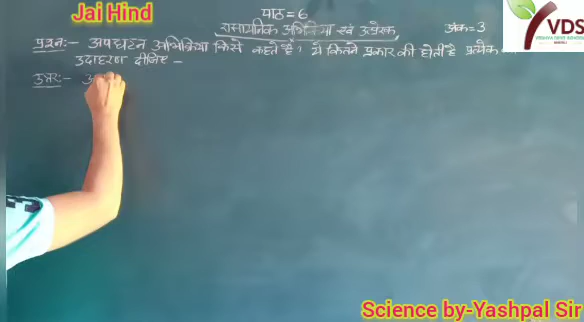 Jai Hind
पाठ = 6
रासायनिक अभिक्रिया एवं उत्प्रेरक,
अंक = 3
VDS
प्रश्न:- अपघटन अभिक्रिया किसे कहते है? ये कितने प्रकार की होती है प्रत्येक
उदाहरण दीजिए -
उत्तर:-
Science by-Yashpal Sir